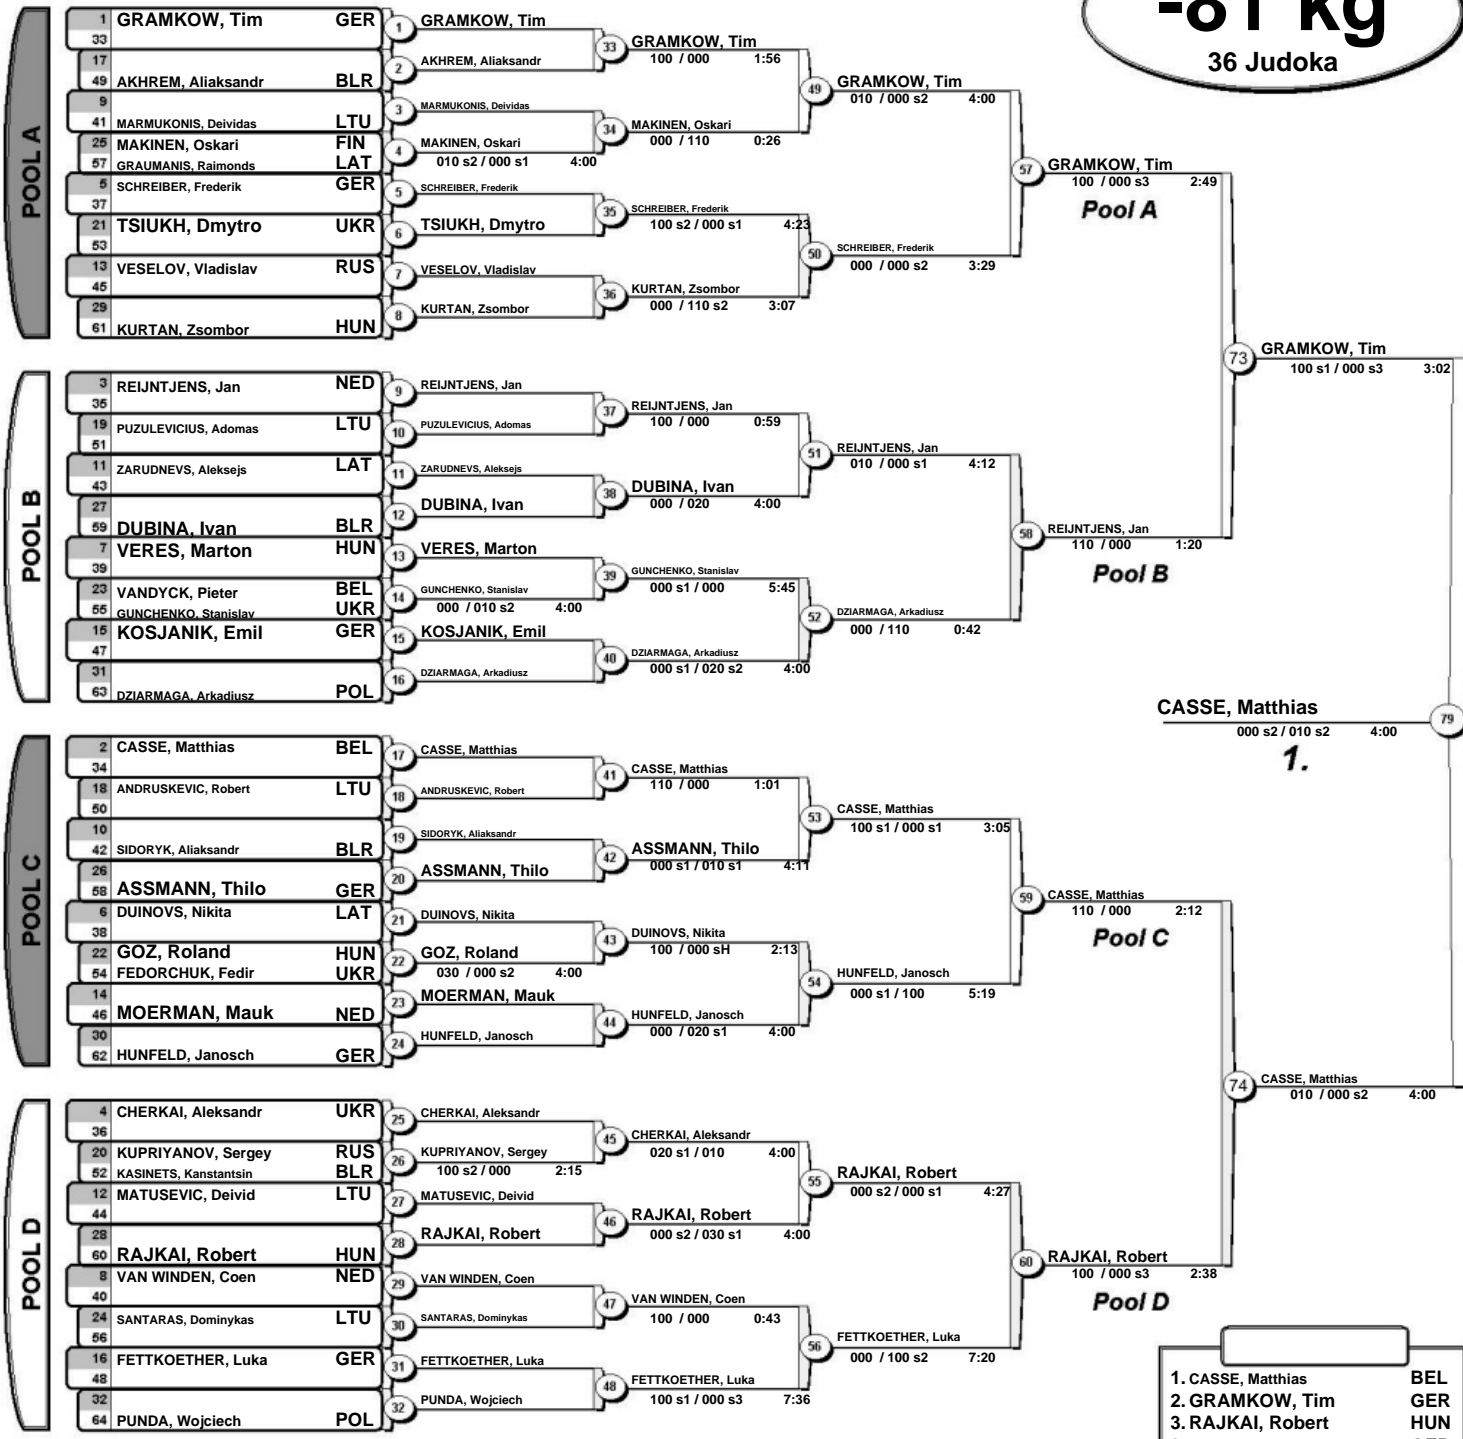 -81 kg
36 Judoka
POOL A
1 GRAMKOW, Tim GER
33
17
49 AKHREM, Aliaksandr BLR
9
41 MARMUKONIS, Deividas LTU
25 MAKINEN, Oskari FIN
57 GRAUMANIS, Raimonds LAT
5 SCHREIBER, Frederik GER
37
21 TSIUKH, Dmytro UKR
53
13 VESELOV, Vladislav RUS
45
29
61 KURTAN, Zsombor HUN
1 GRAMKOW, Tim
2 AKHREM, Aliaksandr
3 MARMUKONIS, Deividas
4 MAKINEN, Oskari
010 s2 / 000 s1 4:00
5 SCHREIBER, Frederik
6 TSIUKH, Dmytro
7 VESELOV, Vladislav
8 KURTAN, Zsombor
33 GRAMKOW, Tim
100 / 000 1:56
34 MAKINEN, Oskari
000 / 110 0:26
35 SCHREIBER, Frederik
100 s2 / 000 s1 4:23
36 KURTAN, Zsombor
000 / 110 s2 3:07
49 GRAMKOW, Tim
010 / 000 s2 4:00
50 SCHREIBER, Frederik
000 / 000 s2 3:29
57 GRAMKOW, Tim
100 / 000 s3 2:49
Pool A
POOL B
3 REIJNTJENS, Jan NED
35
19 PUZULEVICIUS, Adomas LTU
51
11 ZARUDNEVS, Aleksejs LAT
43
27
59 DUBINA, Ivan BLR
7 VERES, Marton HUN
39
23 VANDYCK, Pieter BEL
55 GUNCHENKO, Stanislav UKR
15 KOSJANIK, Emil GER
47
31
63 DZIARMAGA, Arkadiusz POL
9 REIJNTJENS, Jan
10 PUZULEVICIUS, Adomas
11 ZARUDNEVS, Aleksejs
12 DUBINA, Ivan
13 VERES, Marton
14 GUNCHENKO, Stanislav
000 / 010 s2 4:00
15 KOSJANIK, Emil
16 DZIARMAGA, Arkadiusz
37 REIJNTJENS, Jan
100 / 000 0:59
38 DUBINA, Ivan
000 / 020 4:00
39 GUNCHENKO, Stanislav
000 s1 / 000 5:45
40 DZIARMAGA, Arkadiusz
000 s1 / 020 s2 4:00
51 REIJNTJENS, Jan
010 / 000 s1 4:12
52 DZIARMAGA, Arkadiusz
000 / 110 0:42
58 REIJNTJENS, Jan
110 / 000 1:20
Pool B
73 GRAMKOW, Tim
100 s1 / 000 s3 3:02
CASSE, Matthias 79
000 s2 / 010 s2 4:00
1.
POOL C
2 CASSE, Matthias BEL
34
18 ANDRUSKEVIC, Robert LTU
50
10
42 SIDORYK, Aliaksandr BLR
26
58 ASSMANN, Thilo GER
6 DUINOVS, Nikita LAT
38
22 GOZ, Roland HUN
54 FEDORCHUK, Fedir UKR
14
46 MOERMAN, Mauk NED
30
62 HUNFELD, Janosch GER
17 CASSE, Matthias
18 ANDRUSKEVIC, Robert
19 SIDORYK, Aliaksandr
20 ASSMANN, Thilo
21 DUINOVS, Nikita
22 GOZ, Roland
030 / 000 s2 4:00
23 MOERMAN, Mauk
24 HUNFELD, Janosch
41 CASSE, Matthias
110 / 000 1:01
42 ASSMANN, Thilo
000 s1 / 010 s1 4:11
43 DUINOVS, Nikita
100 / 000 sH 2:13
44 HUNFELD, Janosch
000 / 020 s1 4:00
53 CASSE, Matthias
100 s1 / 000 s1 3:05
54 HUNFELD, Janosch
000 s1 / 100 5:19
59 CASSE, Matthias
110 / 000 2:12
Pool C
POOL D
4 CHERKAI, Aleksandr UKR
36
20 KUPRIYANOV, Sergey RUS
52 KASINETS, Kanstantsin BLR
12 MATUSEVIC, Deivid LTU
44
28
60 RAJKAI, Robert HUN
8 VAN WINDEN, Coen NED
40
24 SANTARAS, Dominykas LTU
56
16 FETTKOETHER, Luka GER
48
32
64 PUNDA, Wojciech POL
25 CHERKAI, Aleksandr
26 KUPRIYANOV, Sergey
100 s2 / 000 2:15
27 MATUSEVIC, Deivid
28 RAJKAI, Robert
29 VAN WINDEN, Coen
30 SANTARAS, Dominykas
31 FETTKOETHER, Luka
32 PUNDA, Wojciech
45 CHERKAI, Aleksandr
020 s1 / 010 4:00
46 RAJKAI, Robert
000 s2 / 030 s1 4:00
47 VAN WINDEN, Coen
100 / 000 0:43
48 FETTKOETHER, Luka
100 s1 / 000 s3 7:36
55 RAJKAI, Robert
000 s2 / 000 s1 4:27
56 FETTKOETHER, Luka
000 / 100 s2 7:20
60 RAJKAI, Robert
100 / 000 s3 2:38
Pool D
74 CASSE, Matthias
010 / 000 s2 4:00
1. CASSE, Matthias BEL
2. GRAMKOW, Tim GER
3. RAJKAI, Robert HUN